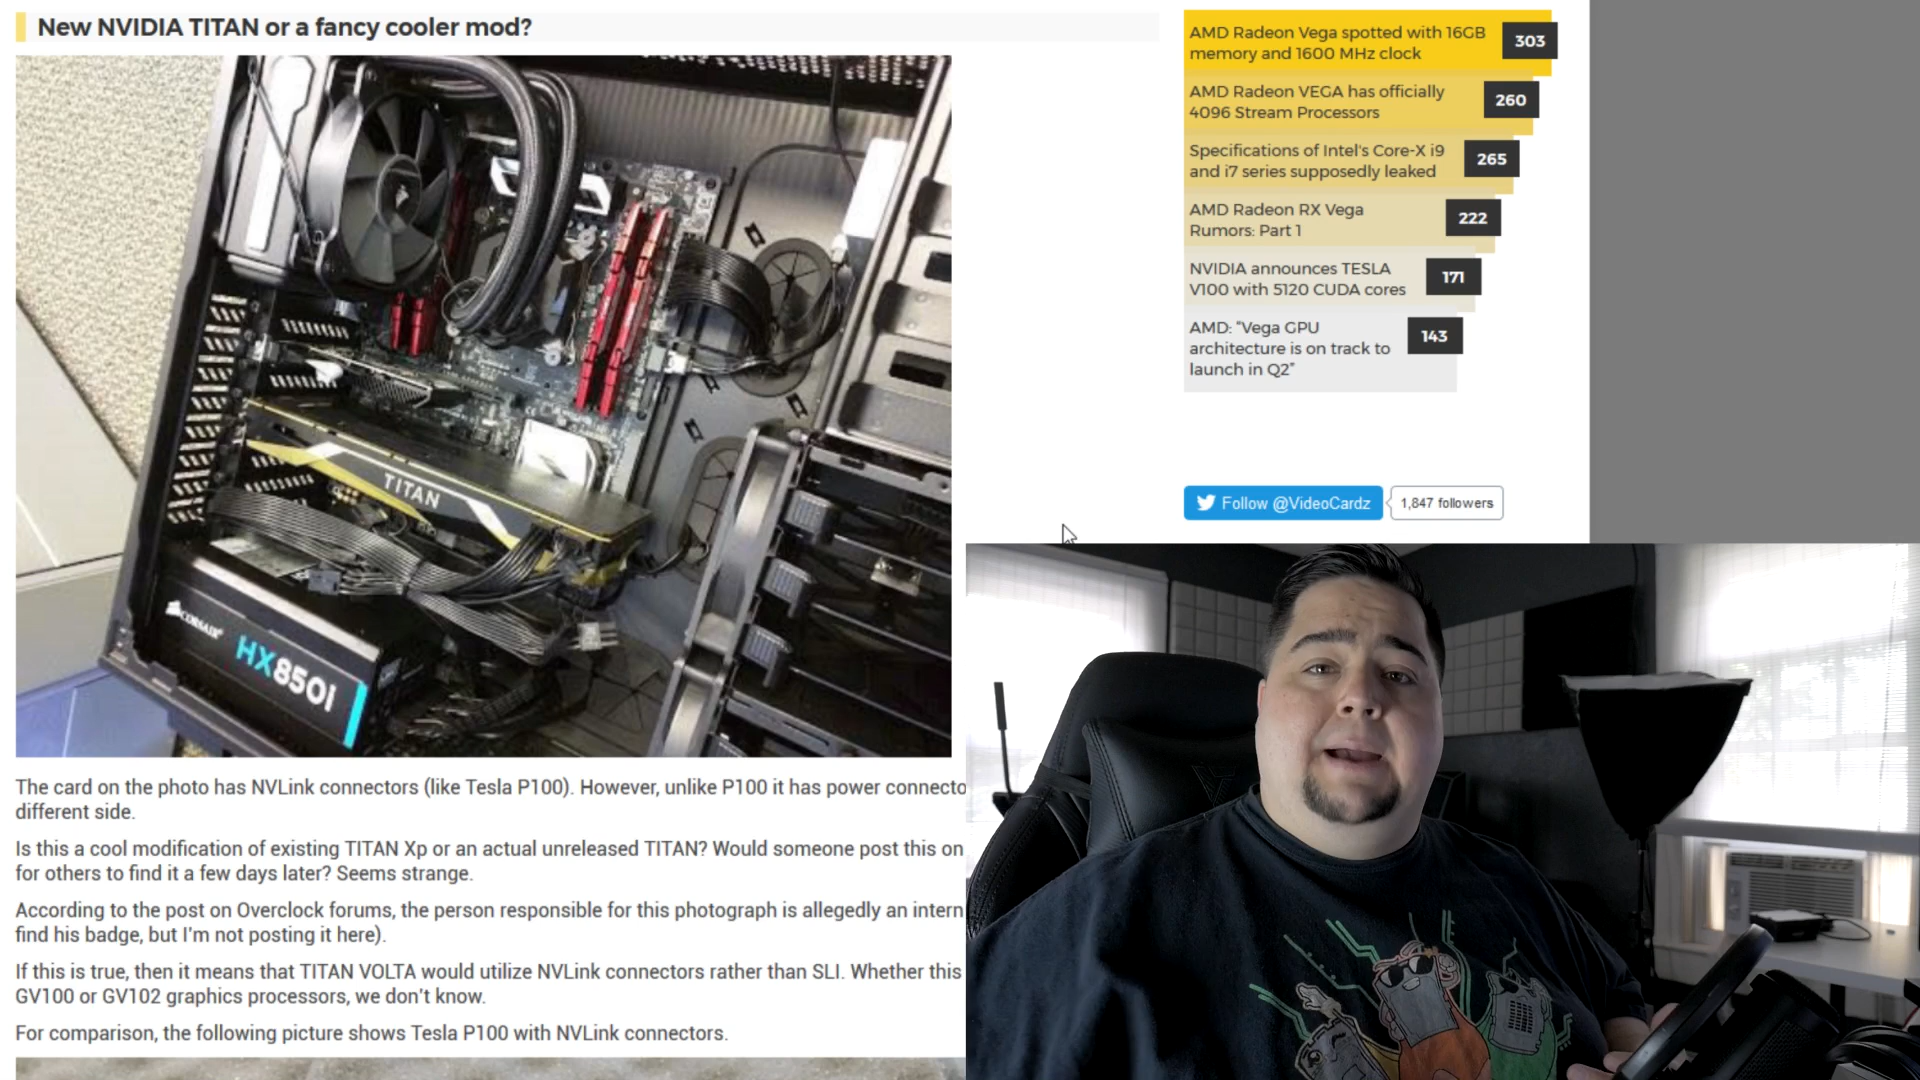 New NVIDIA TITAN or a fancy cooler mod?
TITAN
CORSAIR
HX850i
The card on the photo has NVLink connectors (like Tesla P100). However, unlike P100 it has power
different side.
Is this a cool modification of existing TITAN Xp or an actual unreleased TITAN? Would someone post this on
for others to find it a few days later? Seems strange.
According to the post on Overclock forums, the person responsible for this photograph is allegedly an intern
find his badge, but I'm not posting it here).
If this is true, then it means that TITAN VOLTA would utilize NVLink connectors rather than SLI. Whether this
GV100 or GV102 graphics processors, we don't know.
For comparison, the following picture shows Tesla P100 with NVLink connectors.
AMD Radeon Vega spotted with 16GB
memory and 1600 MHz clock
303
AMD Radeon VEGA has officially
4096 Stream Processors
260
Specifications of Intel's Core-X i9
and i7 series supposedly leaked
265
AMD Radeon RX Vega
Rumors: Part 1
222
NVIDIA announces TESLA
V100 with 5120 CUDA cores
171
AMD: “Vega GPU
architecture is on track to
launch in Q2”
143
Follow @VideoCardz
1,847 followers